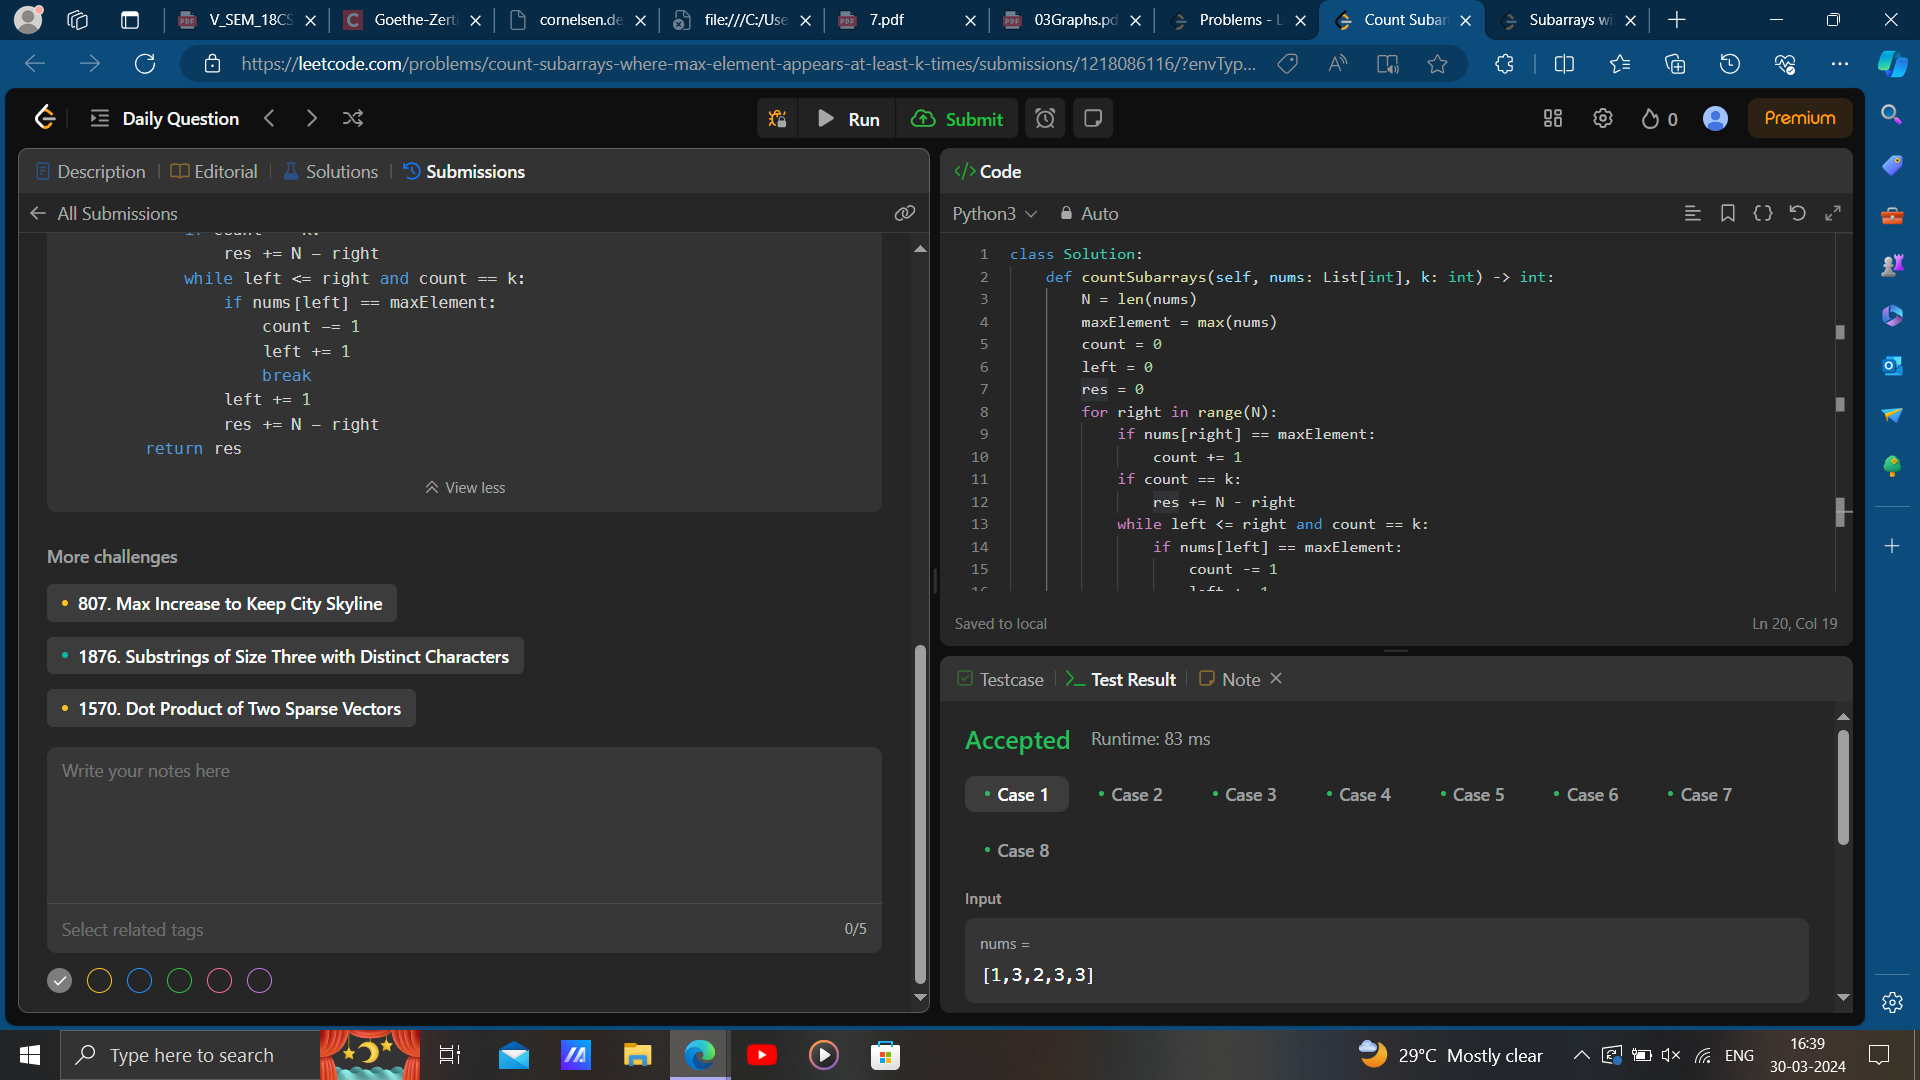 V_SEM_18CS
Goethe-Zert
cornelsen.de
file:///C:/Use
7.pdf
03Graphs.pd
Problems - L
Count Subar
Subarrays wi
https://leetcode.com/problems/count-subarrays-where-max-element-appears-at-least-k-times/submissions/1218086116/?envTyp...
Daily Question
Run
Submit
0
Premium
Description
Editorial
Solutions
Submissions
All Submissions
res += N - right
while left <= right and count == k:
if nums[left] == maxElement:
count -= 1
left += 1
break
left += 1
res += N - right
return res
View less
More challenges
807. Max Increase to Keep City Skyline
1876. Substrings of Size Three with Distinct Characters
1570. Dot Product of Two Sparse Vectors
Write your notes here
Select related tags
0/5
</> Code
Python3
Auto
1 class Solution:
2 def countSubarrays(self, nums: List[int], k: int) -> int:
3 N = len(nums)
4 maxElement = max(nums)
5 count = 0
6 left = 0
7 res = 0
8 for right in range(N):
9 if nums[right] == maxElement:
10 count += 1
11 if count == k:
12 res += N - right
13 while left <= right and count == k:
14 if nums[left] == maxElement:
15 count -= 1
Saved to local
Ln 20, Col 19
Testcase
Test Result
Note
Accepted
Runtime: 83 ms
Case 1
Case 2
Case 3
Case 4
Case 5
Case 6
Case 7
Case 8
Input
nums =
[1,3,2,3,3]
Type here to search
29°C Mostly clear
ENG
16:39
30-03-2024